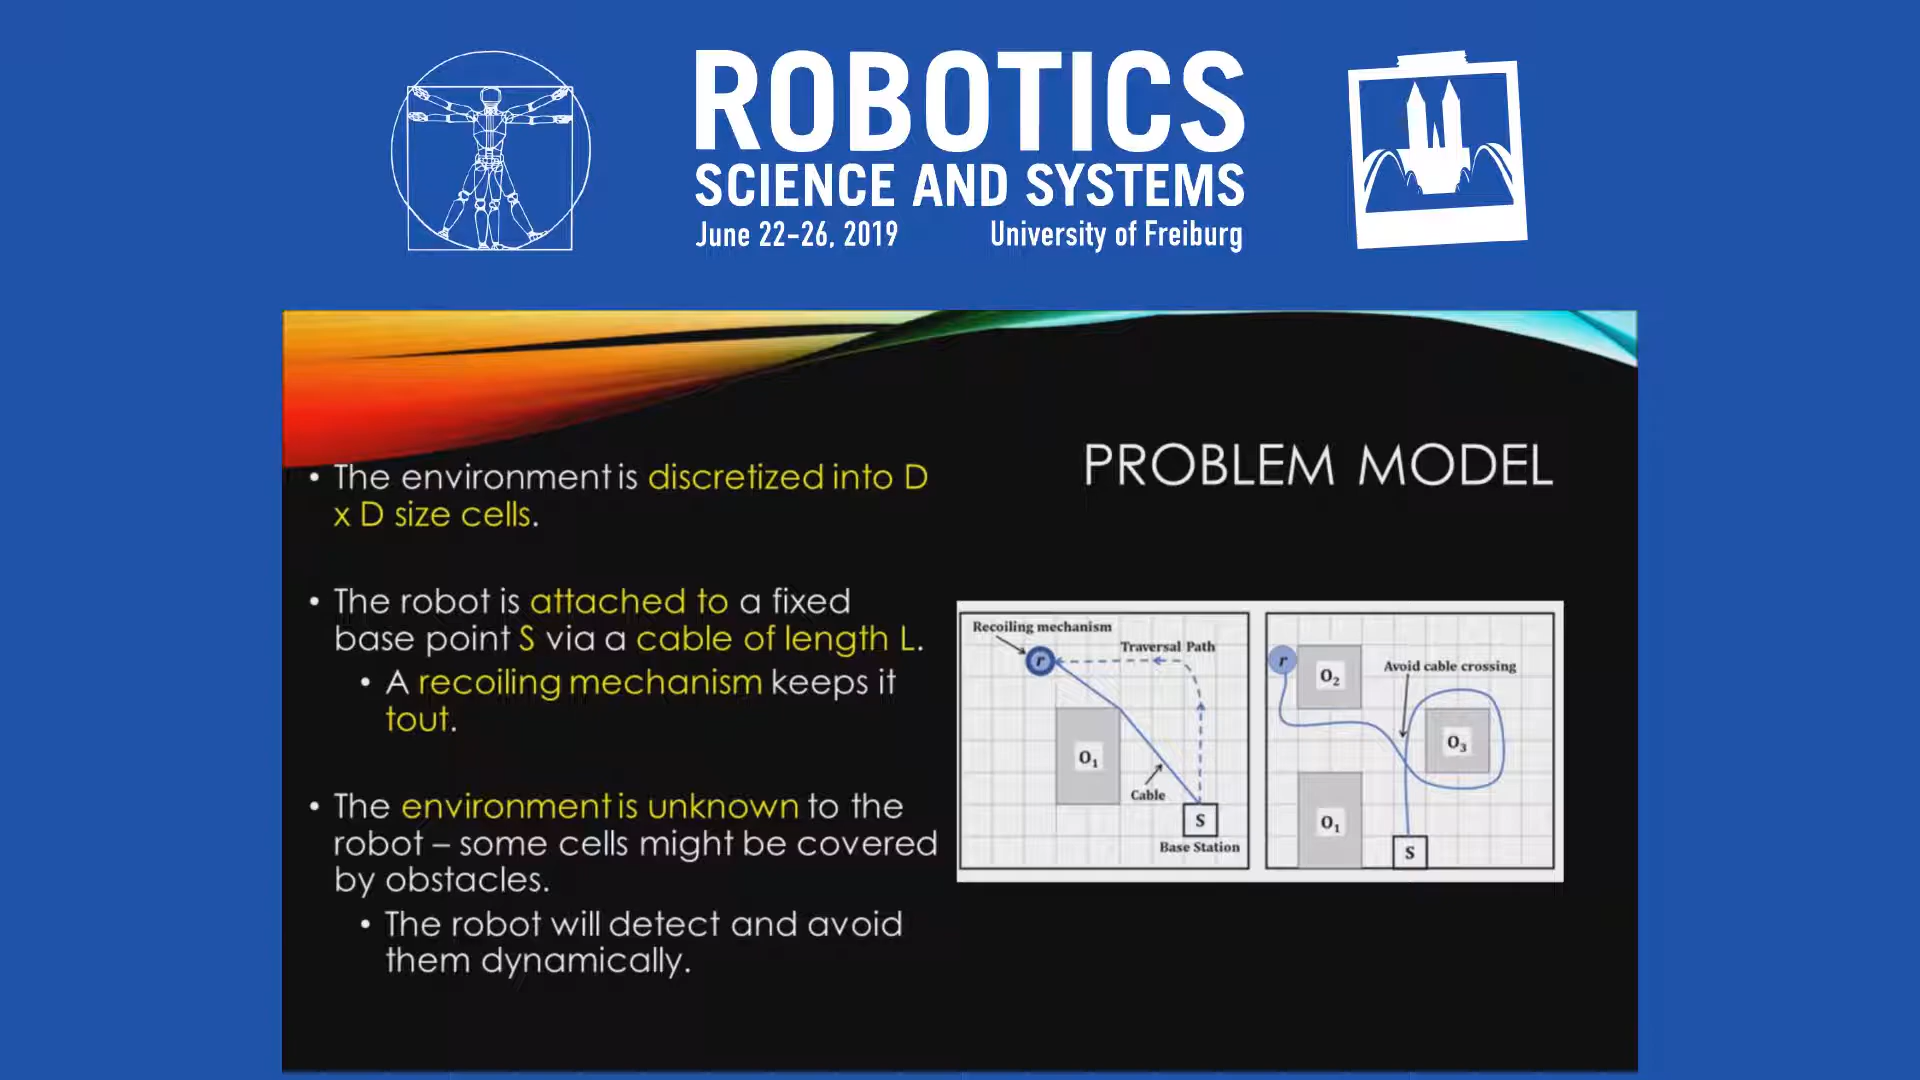 ROBOTICS
SCIENCE AND SYSTEMS
June 22-26, 2019 University of Freiburg
PROBLEM MODEL
• The environment is discretized into D
x D size cells.
• The robot is attached to a fixed
base point S via a cable of length L.
• A recoiling mechanism keeps it
tout.
• The environment is unknown to the
robot – some cells might be covered
by obstacles.
• The robot will detect and avoid
them dynamically.
Recoiling mechanism
Traversal Path
r
O1
Cable
S
Base Station
r
O2
Avoid cable crossing
O3
O1
S